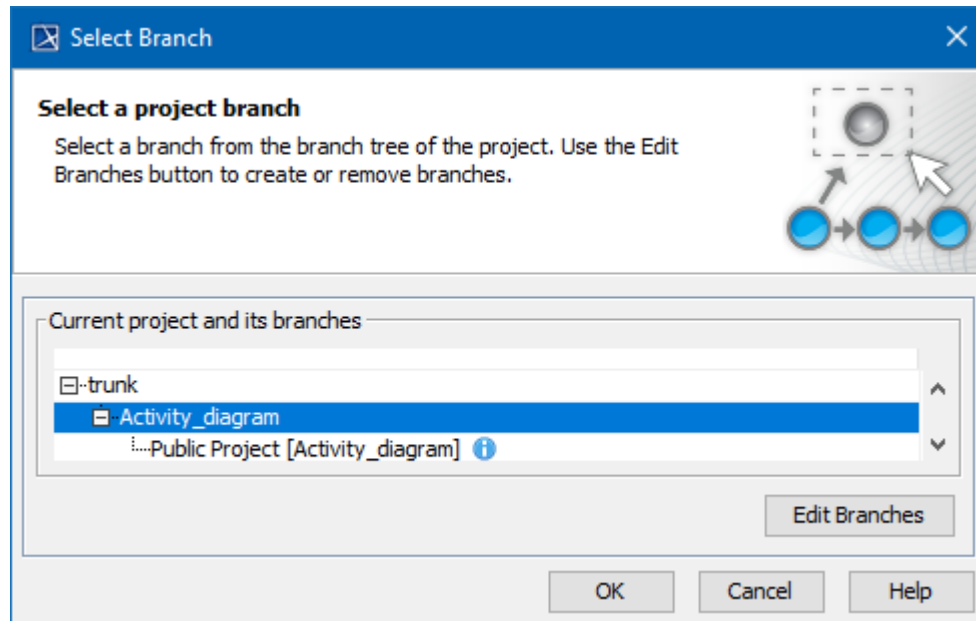 Select Branch
Select a project branch
Select a branch from the branch tree of the project. Use the Edit
Branches button to create or remove branches.
Current project and its branches
trunk
Activity_diagram
Public Project [Activity_diagram]
Edit Branches
OK Cancel Help